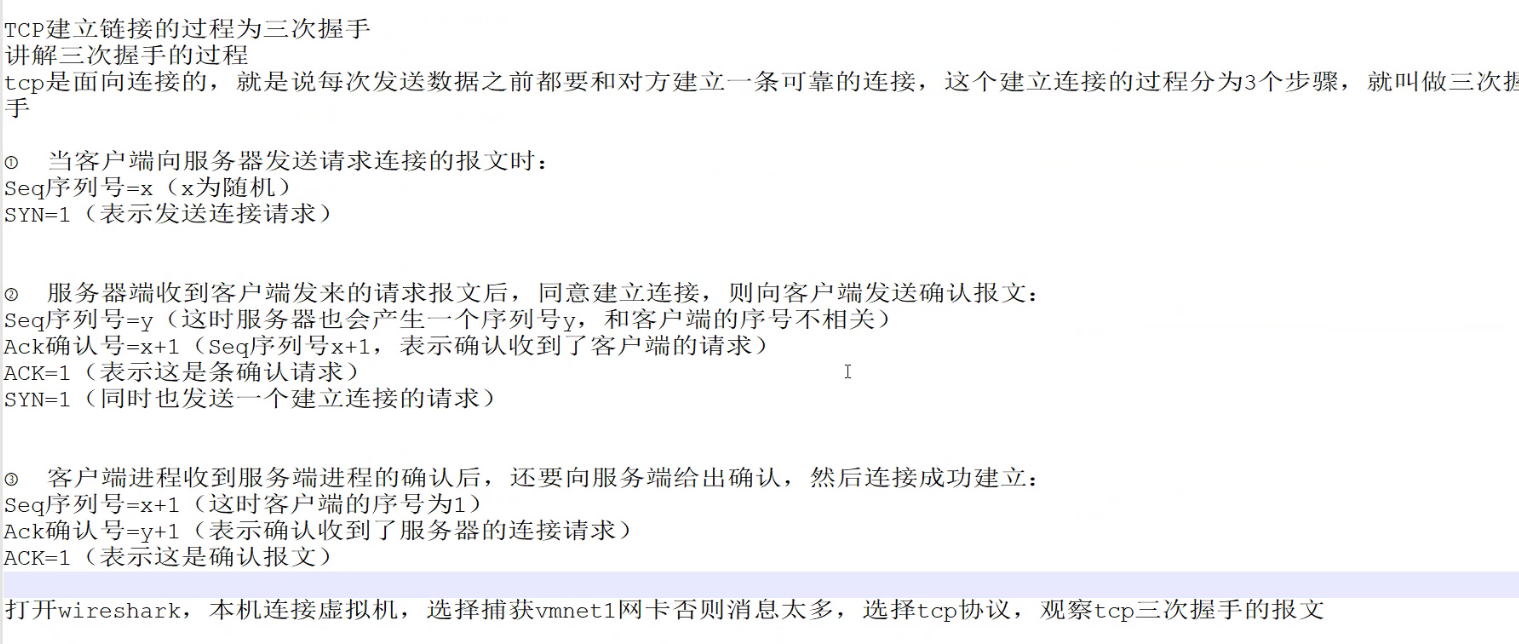 TCP建立链接的过程为三次握手
讲解三次握手的过程
tcp是面向连接的，就是说每次发送数据之前都要和对方建立一条可靠的连接，这个建立连接的过程分为3个步骤，就叫做三次握
手
① 当客户端向服务器发送请求连接的报文时：
Seq序列号=x（x为随机）
SYN=1（表示发送连接请求）
② 服务器端收到客户端发来的请求报文后，同意建立连接，则向客户端发送确认报文：
Seq序列号=y（这时服务器也会产生一个序列号y，和客户端的序号不相关）
Ack确认号=x+1（Seq序列号x+1，表示确认收到了客户端的请求）
ACK=1（表示这是条确认请求）
SYN=1（同时也发送一个建立连接的请求）
③ 客户端进程收到服务端进程的确认后，还要向服务端给出确认，然后连接成功建立：
Seq序列号=x+1（这时客户端的序号为1）
Ack确认号=y+1（表示确认收到了服务器的连接请求）
ACK=1（表示这是确认报文）
打开wireshark，本机连接虚拟机，选择捕获vmnet1网卡否则消息太多，选择tcp协议，观察tcp三次握手的报文